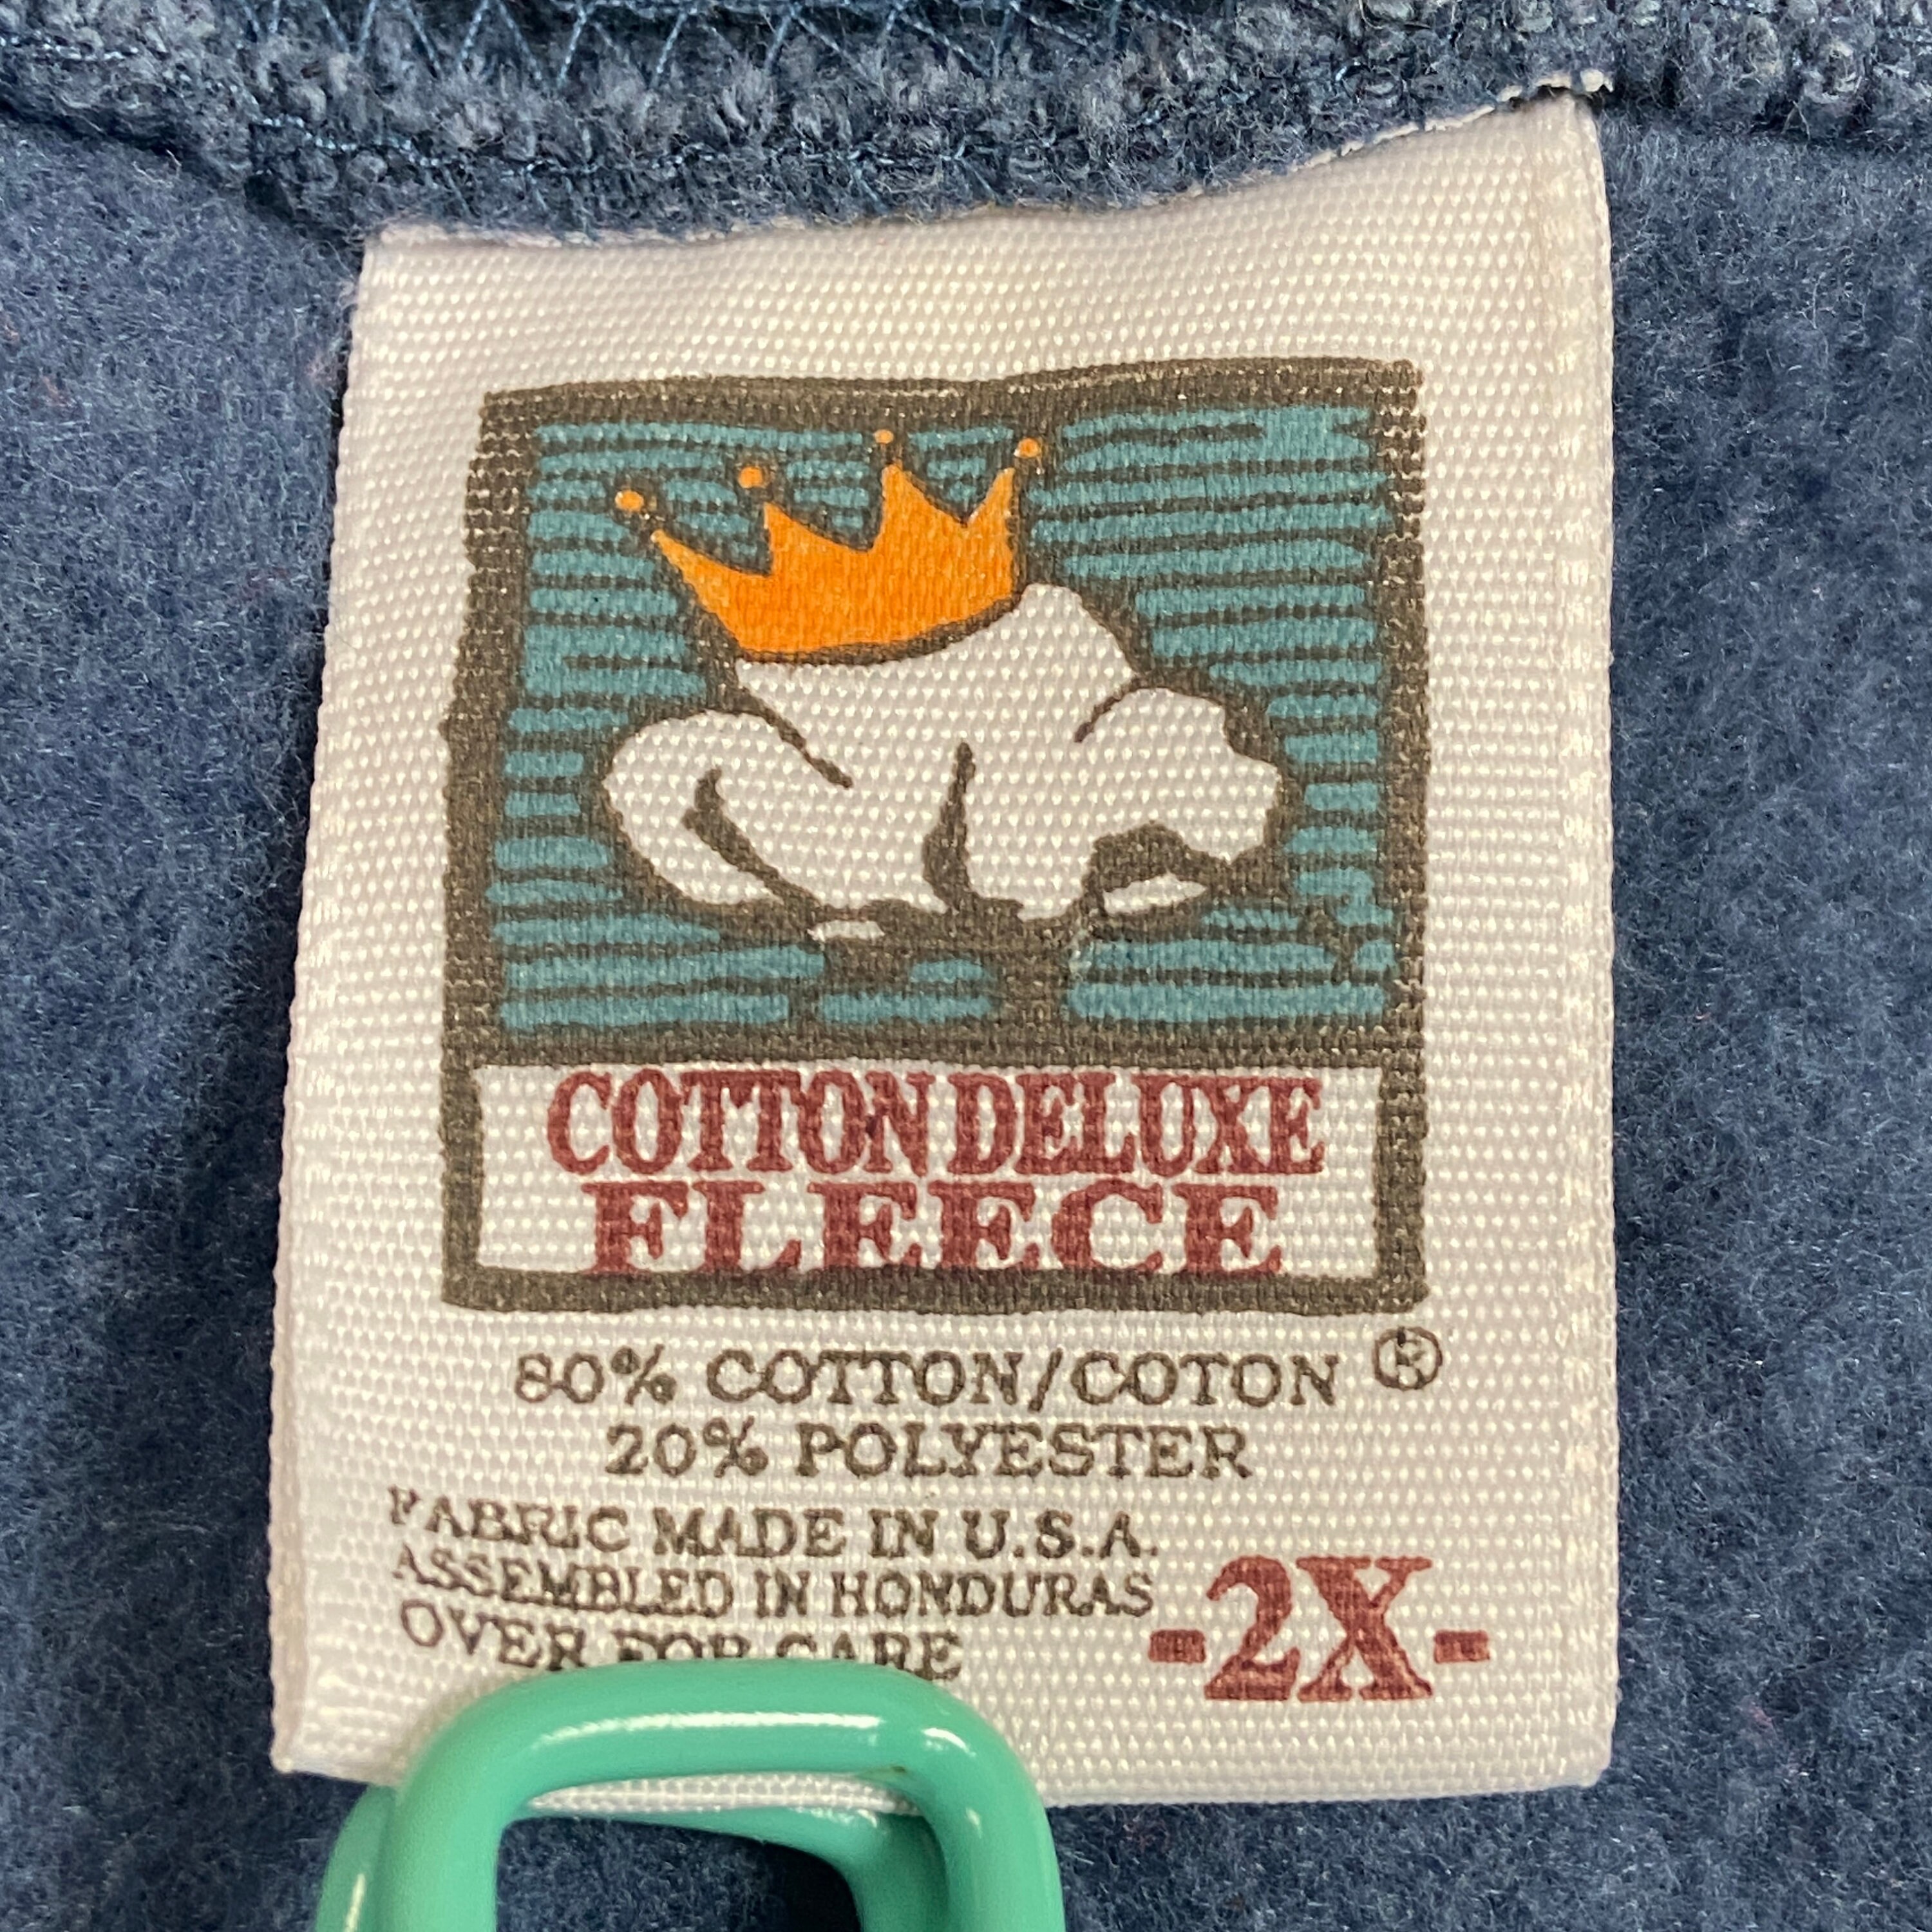 COTTON DELUXE
FLEECE
®
80% COTTON/COTON
20% POLYESTER
FABRIC MADE IN U.S.A.
ASSEMBLED IN HONDURAS
OVER FOR CARE
-2X-